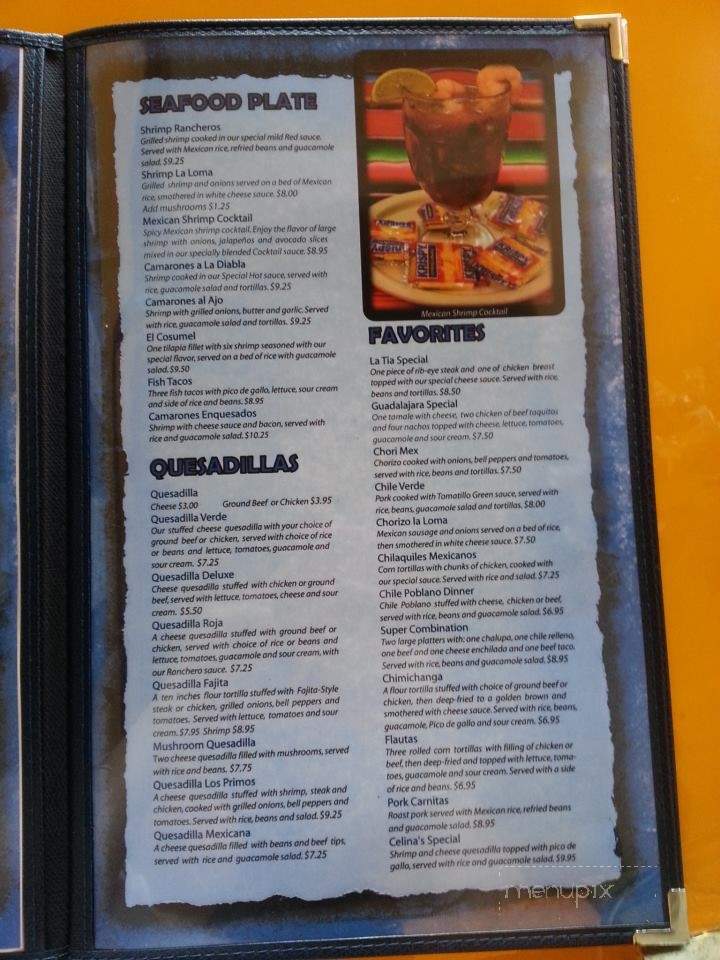 SEAFOOD PLATE
Shrimp Rancheros
Grilled shrimp cooked in our special mild Red sauce.
Served with Mexican rice, refried beans and guacamole
salad. $9.25
Shrimp La Loma
Grilled shrimp and onions served on a bed of Mexican
rice, smothered in white cheese sauce. $8.00
Add mushrooms $1.25
Mexican Shrimp Cocktail
Spicy Mexican shrimp cocktail. Enjoy the flavor of large
shrimp with onions, jalapeños and avocado slices
mixed in our specially blended Cocktail sauce. $8.95
Camarones a La Diabla
Shrimp cooked in our Special Hot sauce, served with
rice, guacamole salad and tortillas. $9.25
Camarones al Ajo
Shrimp with grilled onions, butter and garlic. Served
with rice, guacamole salad and tortillas. $9.25
El Cosumel
One tilapia fillet with six shrimp seasoned with our
special flavor, served on a bed of rice with guacamole
salad. $9.50
Fish Tacos
Three fish tacos with pico de gallo, lettuce, sour cream
and side of rice and beans. $8.95
Camarones Enquesados
Shrimp with cheese sauce and bacon, served with
rice and guacamole salad. $10.25
QUESADILLAS
Quesadilla
Cheese $3.00 Ground Beef or Chicken $3.95
Quesadilla Verde
Our stuffed cheese quesadilla with your choice of
ground beef or chicken, served with choice of rice
or beans and lettuce, tomatoes, guacamole and
sour cream. $7.25
Quesadilla Deluxe
Cheese quesadilla stuffed with chicken or ground
beef, served with lettuce, tomatoes, cheese and sour
cream. $5.50
Quesadilla Roja
A cheese quesadilla stuffed with ground beef or
chicken, served with choice of rice or beans and
lettuce, tomatoes, guacamole and sour cream, with
our Ranchero sauce. $7.25
Quesadilla Fajita
A ten inches flour tortilla stuffed with Fajita-Style
steak or chicken, grilled onions, bell peppers and
tomatoes. Served with lettuce, tomatoes and sour
cream. $7.95 Shrimp $8.95
Mushroom Quesadilla
Two cheese quesadilla filled with mushrooms, served
with rice and beans. $7.75
Quesadilla Los Primos
A cheese quesadilla stuffed with shrimp, steak and
chicken, cooked with grilled onions, bell peppers and
tomatoes. Served with rice, beans and salad. $9.25
Quesadilla Mexicana
A cheese quesadilla filled with beans and beef tips,
served with rice and guacamole salad. $7.25
Mexican Shrimp Cocktail
FAVORITES
La Tia Special
One piece of rib-eye steak and one of chicken breast
topped with our special cheese sauce. Served with rice,
beans and tortillas. $8.50
Guadalajara Special
One tamale with cheese, two chicken of beef taquitos
and four nachos topped with cheese, lettuce, tomatoes,
guacamole and sour cream. $7.50
Chori Mex
Chorizo cooked with onions, bell peppers and tomatoes,
served with rice, beans and tortillas. $7.50
Chile Verde
Pork cooked with Tomatillo Green sauce, served with
rice, beans, guacamole salad and tortillas. $8.00
Chorizo la Loma
Mexican sausage and onions served on a bed of rice,
then smothered in white cheese sauce. $7.50
Chilaquiles Mexicanos
Corn tortillas with chunks of chicken, cooked with
our special sauce. Served with rice and salad. $7.25
Chile Poblano Dinner
Chile Poblano stuffed with cheese, chicken or beef,
served with rice, beans and guacamole salad. $6.95
Super Combination
Two large platters with: one chalupa, one chile relleno,
one beef and one cheese enchilada and one beef taco.
Served with rice, beans and guacamole salad. $8.95
Chimichanga
A flour tortilla stuffed with choice of ground beef or
chicken, then deep-fried to a golden brown and
smothered with cheese sauce. Served with rice, beans,
guacamole, Pico de gallo and sour cream. $6.95
Flautas
Three rolled corn tortillas with filling of chicken or
beef, then deep-fried and topped with lettuce, toma-
toes, guacamole and sour cream. Served with a side
of rice and beans. $6.95
Pork Carnitas
Roast pork served with Mexican rice, refried beans
and guacamole salad. $8.95
Celina's Special
Shrimp and cheese quesadilla topped with pico de
gallo, served with rice and guacamole salad. $9.95
menupix